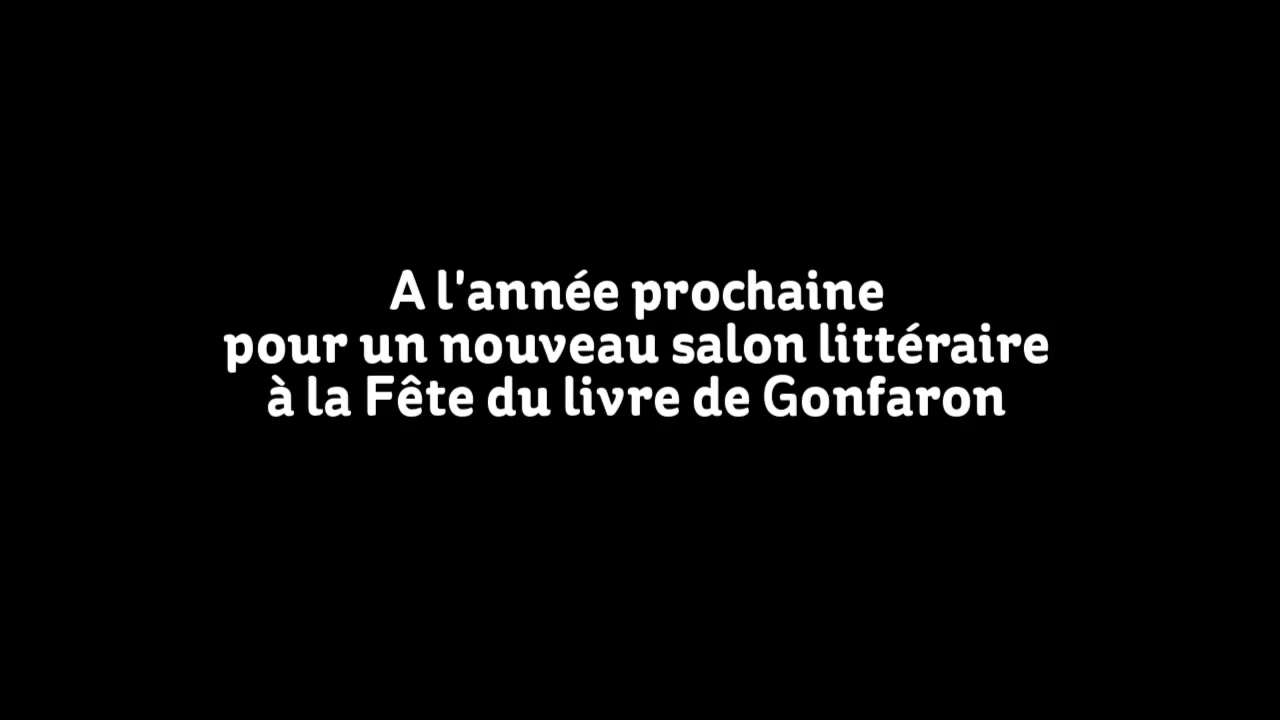 A l'année prochaine
pour un nouveau salon littéraire
à la Fête du livre de Gonfaron